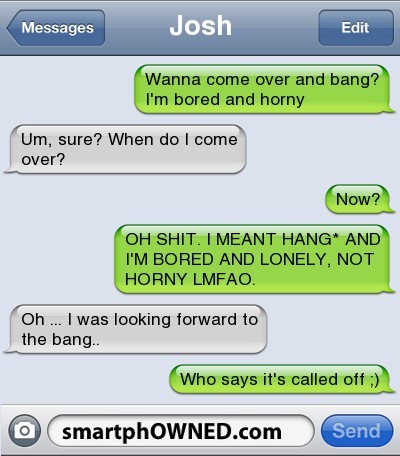 Messages
Josh
Edit
Wanna come over and bang?
I'm bored and horny
Um, sure? When do I come
over?
Now?
OH SHIT. I MEANT HANG* AND
I'M BORED AND LONELY, NOT
HORNY LMFAO.
Oh ... I was looking forward to
the bang..
Who says it's called off ;)
smartphOWNED.com
Send